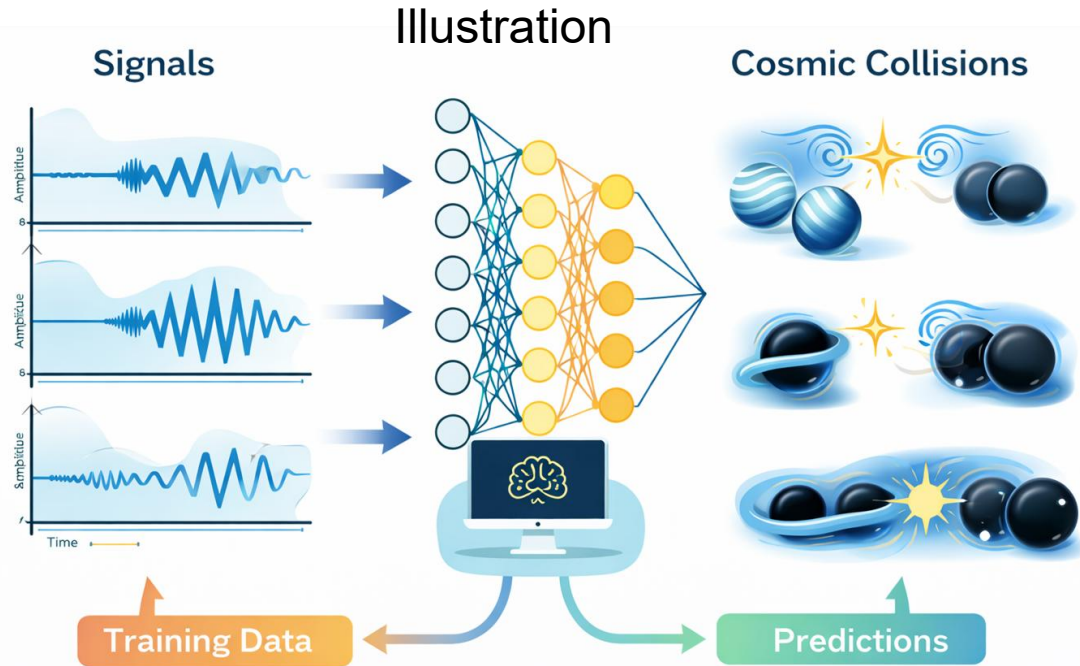 Illustration
Signals
Cosmic Collisions
Time
Training Data
Predictions